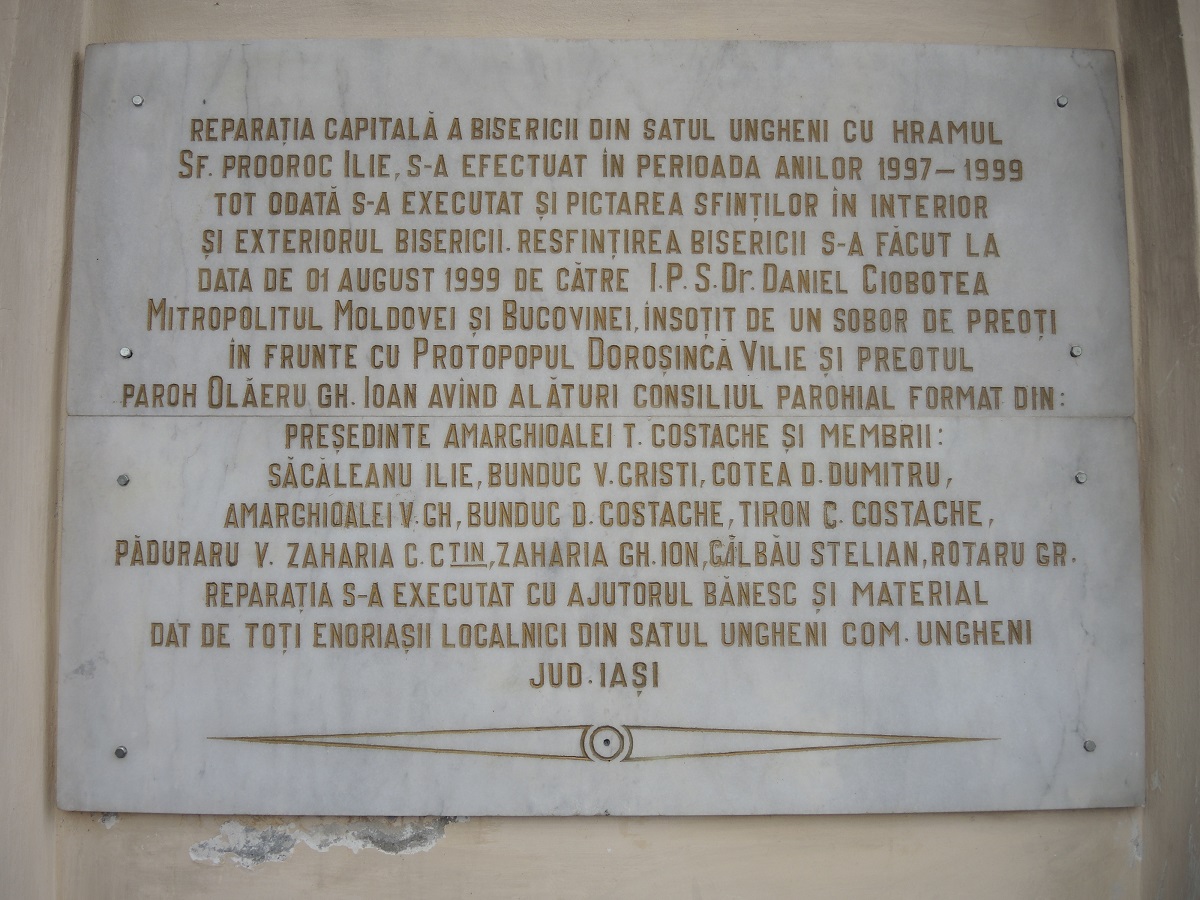 REPARAȚIA CAPITALĂ A BISERICII DIN SATUL UNGHENI CU HRAMUL
SF. PROOROC ILIE, S-A EFECTUAT ÎN PERIOADA ANILOR 1997–1999
TOT ODATĂ S-A EXECUTAT ȘI PICTAREA SFINȚILOR ÎN INTERIOR
ȘI EXTERIORUL BISERICII. RESFINȚIREA BISERICII S-A FĂCUT LA
DATA DE 01 AUGUST 1999 DE CĂTRE I.P.S.DR. DANIEL CIOBOTEA
MITROPOLITUL MOLDOVEI ȘI BUCOVINEI, ÎNSOȚIT DE UN SOBOR DE PREOȚI
ÎN FRUNTE CU PROTOPOPUL DOROȘINCĂ VILIE ȘI PREOTUL
PAROH OLĂERU GH. IOAN AVÎND ALĂTURI CONSILIUL PAROHIAL FORMAT DIN:
PREȘEDINTE AMARGHIOALEI T. COSTACHE ȘI MEMBRII:
SĂCĂLEANU ILIE, BUNDUC V. CRISTI, COTEA D. DUMITRU,
AMARGHIOALEI V. GH, BUNDUC D. COSTACHE, TIRON C. COSTACHE,
PĂDURARU V. ZAHARIA C. CTIN, ZAHARIA GH. ION, GĂLBĂU STELIAN, ROTARU GR.
REPARAȚIA S-A EXECUTAT CU AJUTORUL BĂNESC ȘI MATERIAL
DAT DE TOȚI ENORIAȘII LOCALNICI DIN SATUL UNGHENI COM. UNGHENI
JUD. IAȘI